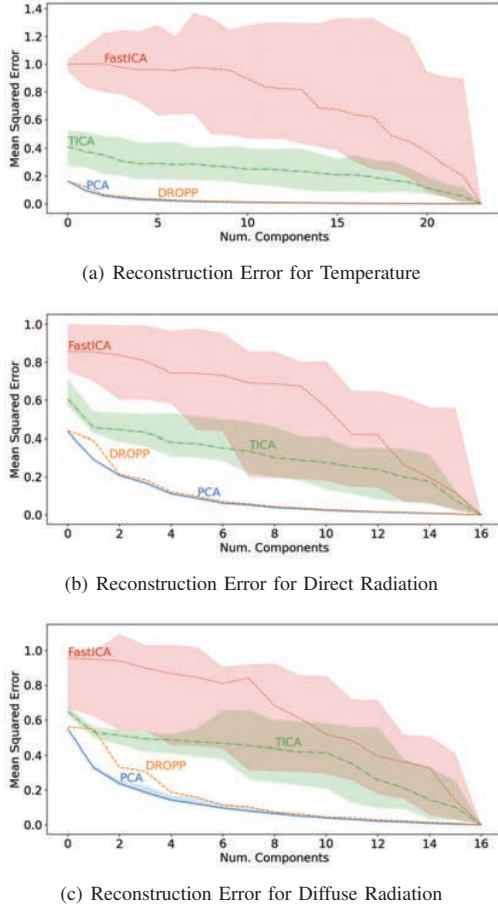 1.4
1.2
1.0
0.8
0.6
0.4
0.2
0.0
Mean Squared Error
FastICA
TICA
PCA
DROPP
0 5 10 15 20
Num. Components
(a) Reconstruction Error for Temperature
1.0
0.8
0.6
0.4
0.2
0.0
Mean Squared Error
FastICA
TICA
DROPP
PCA
0 2 4 6 8 10 12 14 16
Num. Components
(b) Reconstruction Error for Direct Radiation
1.0
0.8
0.6
0.4
0.2
0.0
Mean Squared Error
FastICA
TICA
DROPP
PCA
0 2 4 6 8 10 12 14 16
Num. Components
(c) Reconstruction Error for Diffuse Radiation